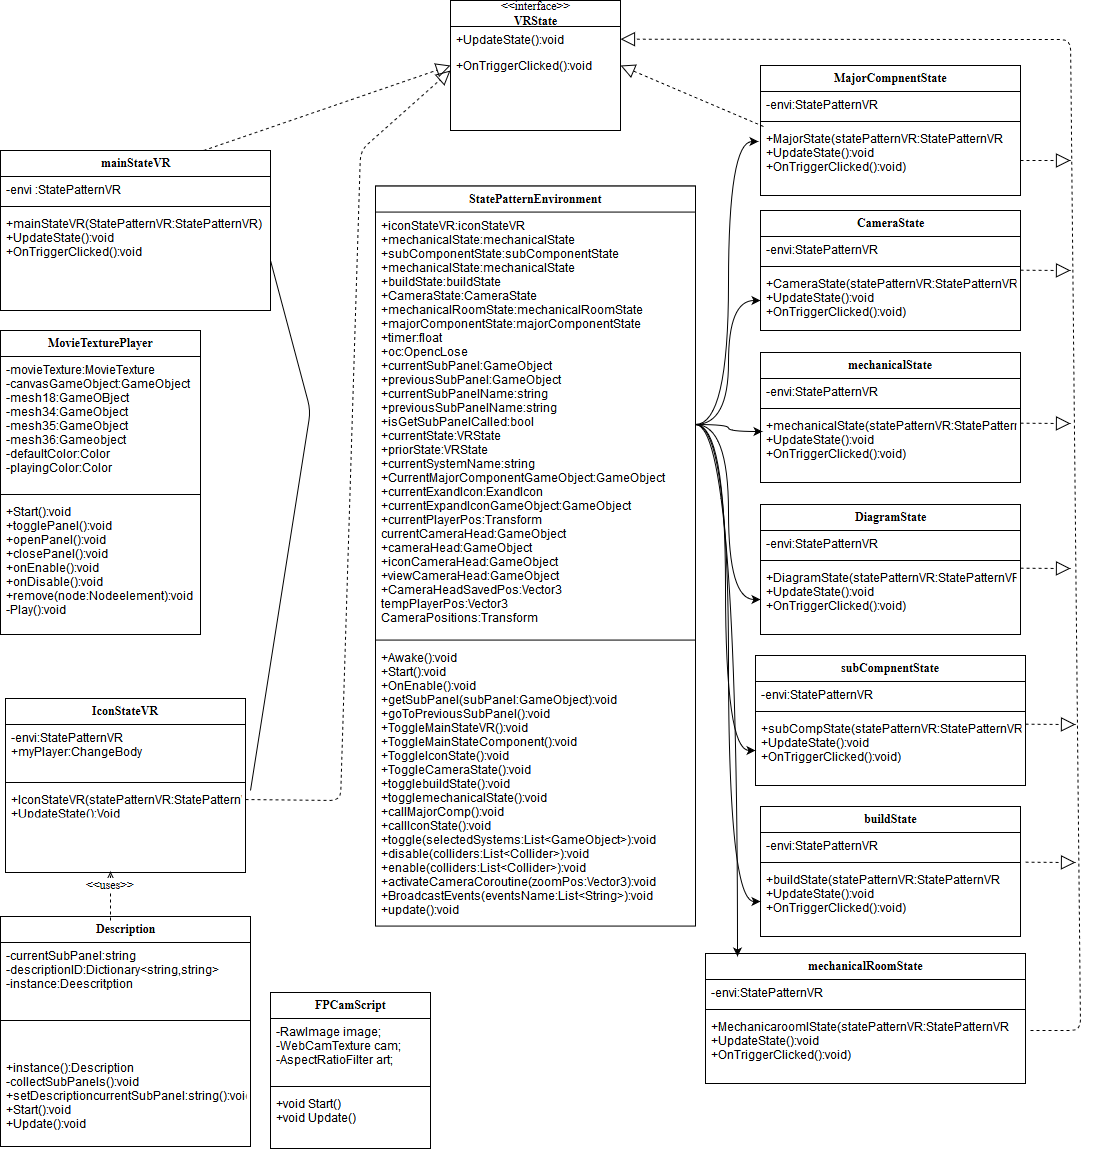 <<interface>>
VRState
+UpdateState():void
+OnTriggerClicked():void
mainStateVR
-envi :StatePatternVR
+mainStateVR(StatePatternVR:StatePatternVR)
+UpdateState():void
+OnTriggerClicked():void
MovieTexturePlayer
-movieTexture:MovieTexture
-canvasGameObject:GameObject
-mesh18:GameOBject
-mesh34:GameObject
-mesh35:GameObject
-mesh36:Gameobject
-defaultColor:Color
-playingColor:Color
+Start():void
+togglePanel():void
+openPanel():void
+closePanel():void
+onEnable():void
+onDisable():void
+remove(node:Nodeelement):void
-Play():void
IconStateVR
-envi:StatePatternVR
+myPlayer:ChangeBody
+IconStateVR(statePatternVR:StatePattern
+UpdateState():Void
<<uses>>
Description
-currentSubPanel:string
-descriptionID:Dictionary<string,string>
-instance:Deescritption
+instance():Description
-collectSubPanels():void
+setDescriptioncurrentSubPanel:string():voi
+Start():void
+Update():void
FPCamScript
-RawImage image;
-WebCamTexture cam;
-AspectRatioFilter art;
+void Start()
+void Update()
StatePatternEnvironment
+iconStateVR:iconStateVR
+mechanicalState:mechanicalState
+subComponentState:subComponentState
+mechanicalState:mechanicalState
+buildState:buildState
+CameraState:CameraState
+mechanicalRoomState:mechanicalRoomState
+majorComponentState:majorComponentState
+timer:float
+oc:OpencLose
+currentSubPanel:GameObject
+previousSubPanel:GameObject
+currentSubPanelName:string
+previousSubPanelName:string
+isGetSubPanelCalled:bool
+currentState:VRState
+priorState:VRState
+currentSystemName:string
+CurrentMajorComponentGameObject:GameObject
+currentExandIcon:ExandIcon
+currentExpandIconGameObject:GameObject
+currentPlayerPos:Transform
currentCameraHead:GameObject
+cameraHead:GameObject
+iconCameraHead:GameObject
+viewCameraHead:GameObject
+CameraHeadSavedPos:Vector3
tempPlayerPos:Vector3
CameraPositions:Transform
+Awake():void
+Start():void
+OnEnable():void
+getSubPanel(subPanel:GameObject):void
+goToPreviousSubPanel():void
+ToggleMainStateVR():void
+ToggleMainStateComponent():void
+ToggleIconState():void
+ToggleCameraState():void
+togglebuildState():void
+togglemechanicalState():void
+callMajorComp():void
+callIconState():void
+toggle(selectedSystems:List<GameObject>):void
+disable(colliders:List<Collider>):void
+enable(colliders:List<Collider>):void
+activateCameraCoroutine(zoomPos:Vector3):void
+BroadcastEvents(eventsName:List<String>):void
+update():void
MajorCompnentState
-envi:StatePatternVR
+MajorState(statePatternVR:StatePatternVR
+UpdateState():void
+OnTriggerClicked():void)
CameraState
-envi:StatePatternVR
+CameraState(statePatternVR:StatePatternVR
+UpdateState():void
+OnTriggerClicked():void)
mechanicalState
-envi:StatePatternVR
+mechanicalState(statePatternVR:StatePattern
+UpdateState():void
+OnTriggerClicked():void)
DiagramState
-envi:StatePatternVR
+DiagramState(statePatternVR:StatePatternVF
+UpdateState():void
+OnTriggerClicked():void)
subCompnentState
-envi:StatePatternVR
+subCompState(statePatternVR:StatePatternVR
+UpdateState():void
+OnTriggerClicked():void)
buildState
-envi:StatePatternVR
+buildState(statePatternVR:StatePatternVR
+UpdateState():void
+OnTriggerClicked():void)
mechanicalRoomState
-envi:StatePatternVR
+MechanicaroomlState(statePatternVR:StatePatternVR
+UpdateState():void
+OnTriggerClicked():void)